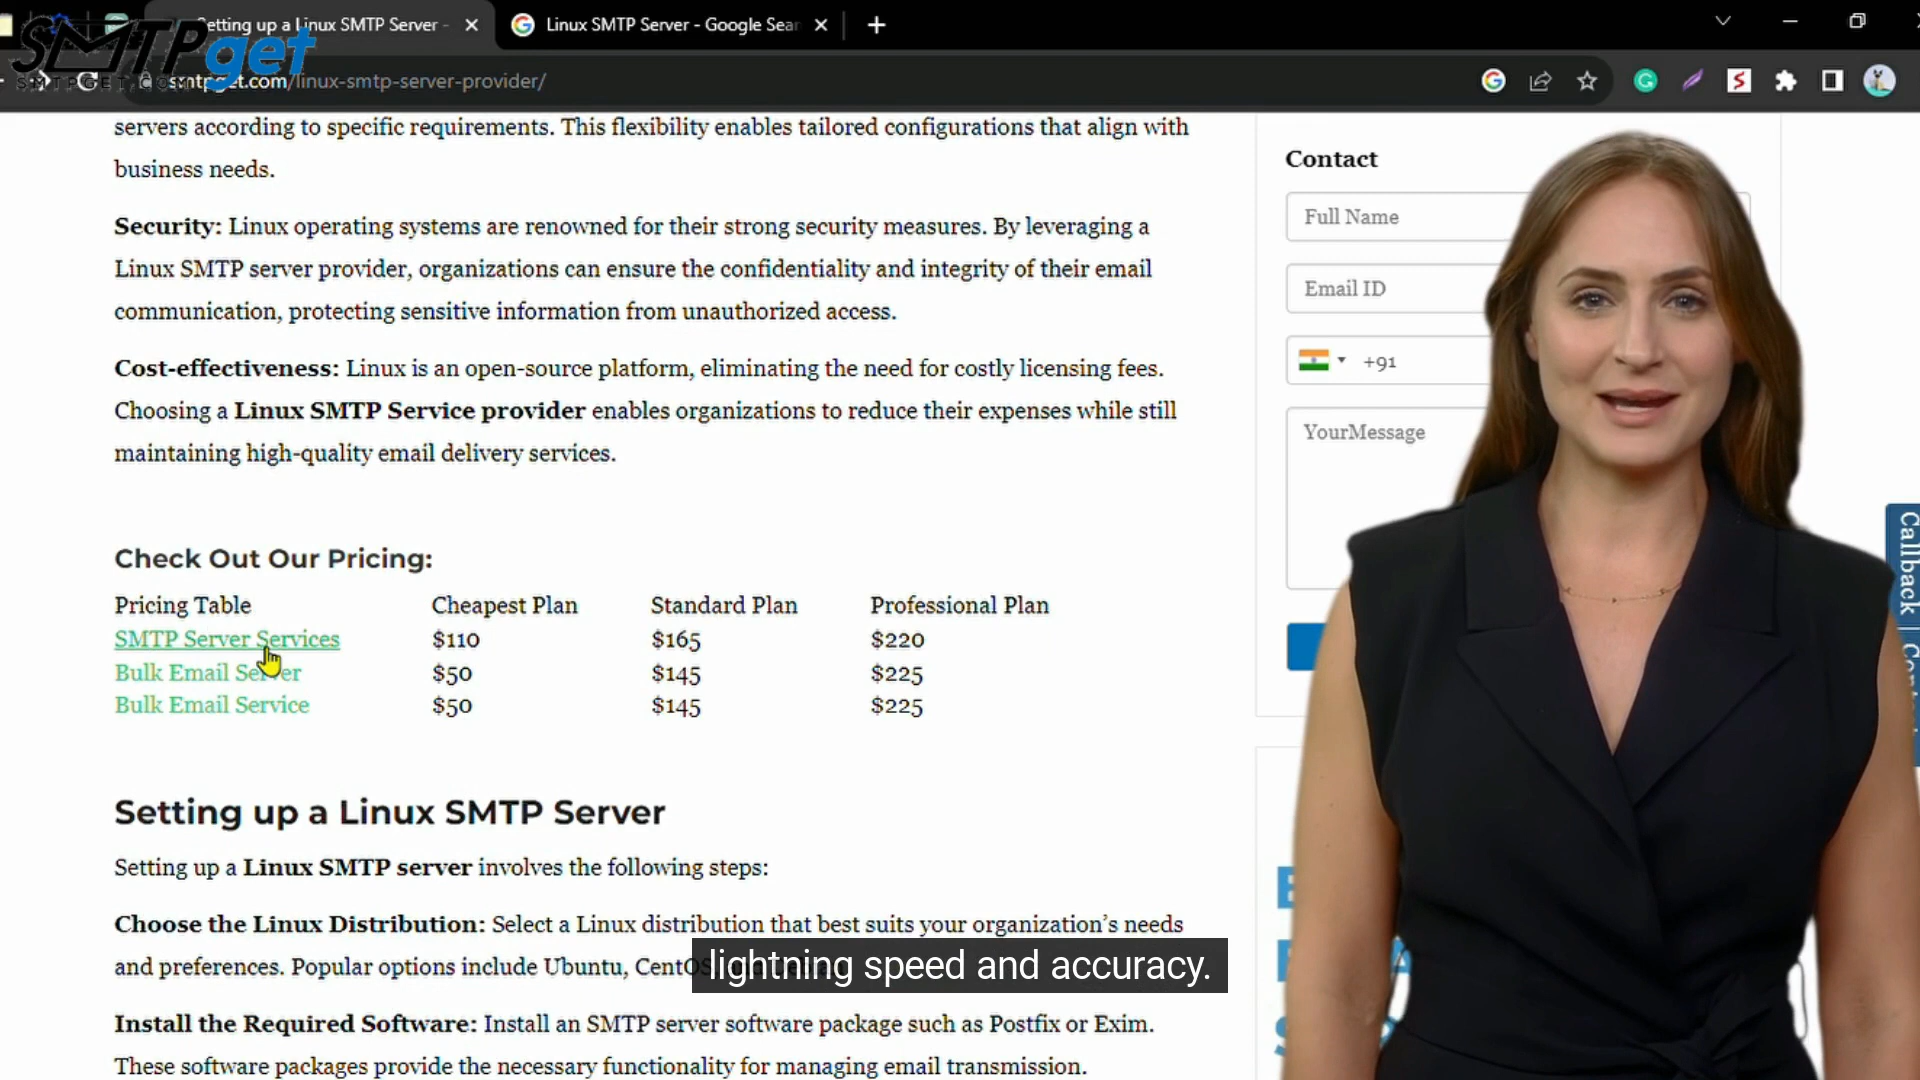 Setting up a Linux SMTP Server -
Linux SMTP Server - Google Sear
SMTPget
SMTPGET.COM
smtpget.com/linux-smtp-server-provider/
servers according to specific requirements. This flexibility enables tailored configurations that align with
business needs.
Security: Linux operating systems are renowned for their strong security measures. By leveraging a
Linux SMTP server provider, organizations can ensure the confidentiality and integrity of their email
communication, protecting sensitive information from unauthorized access.
Cost-effectiveness: Linux is an open-source platform, eliminating the need for costly licensing fees.
Choosing a Linux SMTP Service provider enables organizations to reduce their expenses while still
maintaining high-quality email delivery services.
Check Out Our Pricing:
Pricing Table Cheapest Plan Standard Plan Professional Plan
SMTP Server Services $110 $165 $220
Bulk Email Server $50 $145 $225
Bulk Email Service $50 $145 $225
Setting up a Linux SMTP Server
Setting up a Linux SMTP server involves the following steps:
Choose the Linux Distribution: Select a Linux distribution that best suits your organization's needs
and preferences. Popular options include Ubuntu, CentOS,
lightning speed and accuracy.
Install the Required Software: Install an SMTP server software package such as Postfix or Exim.
These software packages provide the necessary functionality for managing email transmission.
Contact
Full Name
Email ID
+91
YourMessage
Callback